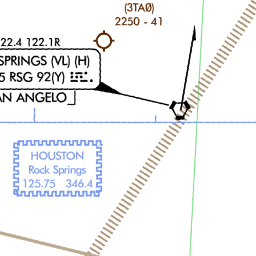 (3TA0)
2250 - 41
22.4 122.1R
SPRINGS (VL) (H)
5 RSG 92(Y)
AN ANGELO
HOUSTON
Rock Springs
125.75 346.4